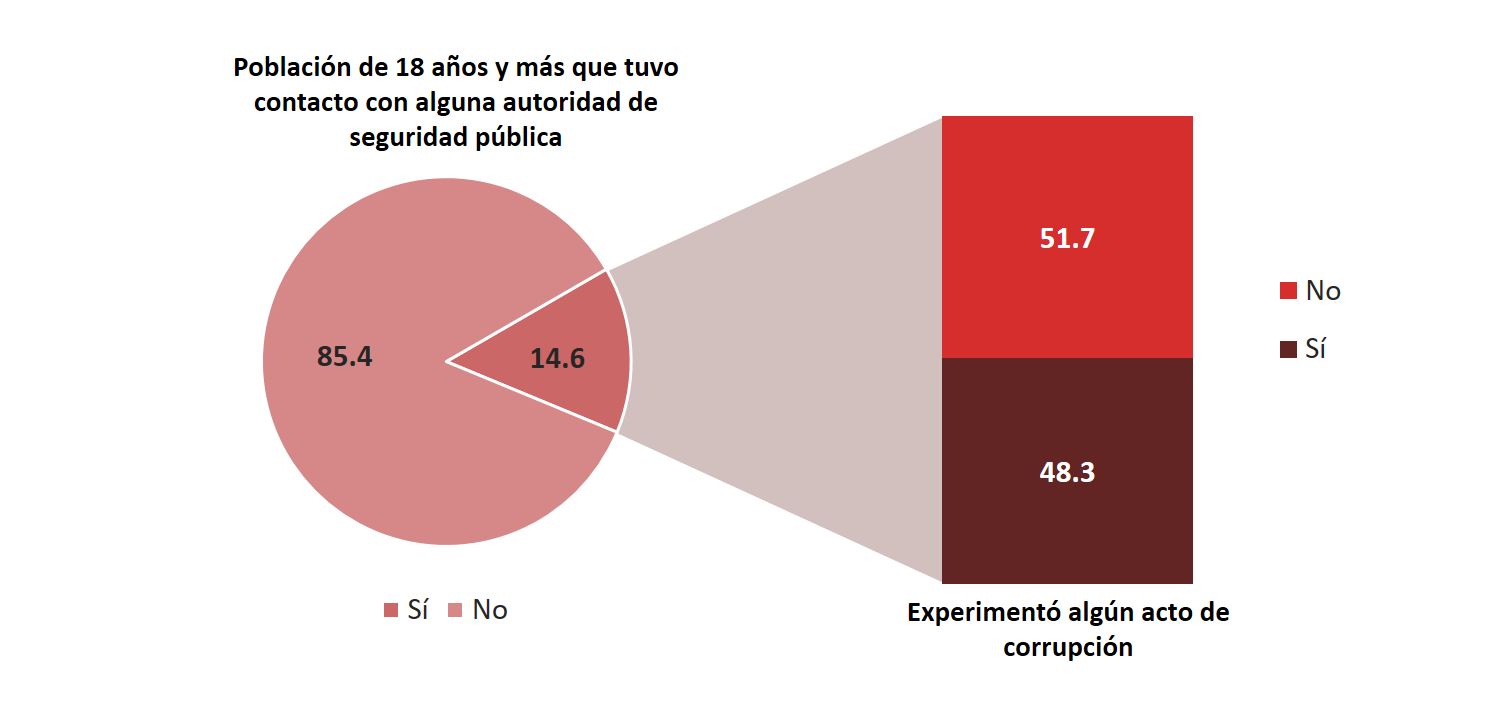 Población de 18 años y más que tuvo
contacto con alguna autoridad de
seguridad pública
85.4
14.6
Sí
No
51.7
48.3
No
Sí
Experimentó algún acto de
corrupción